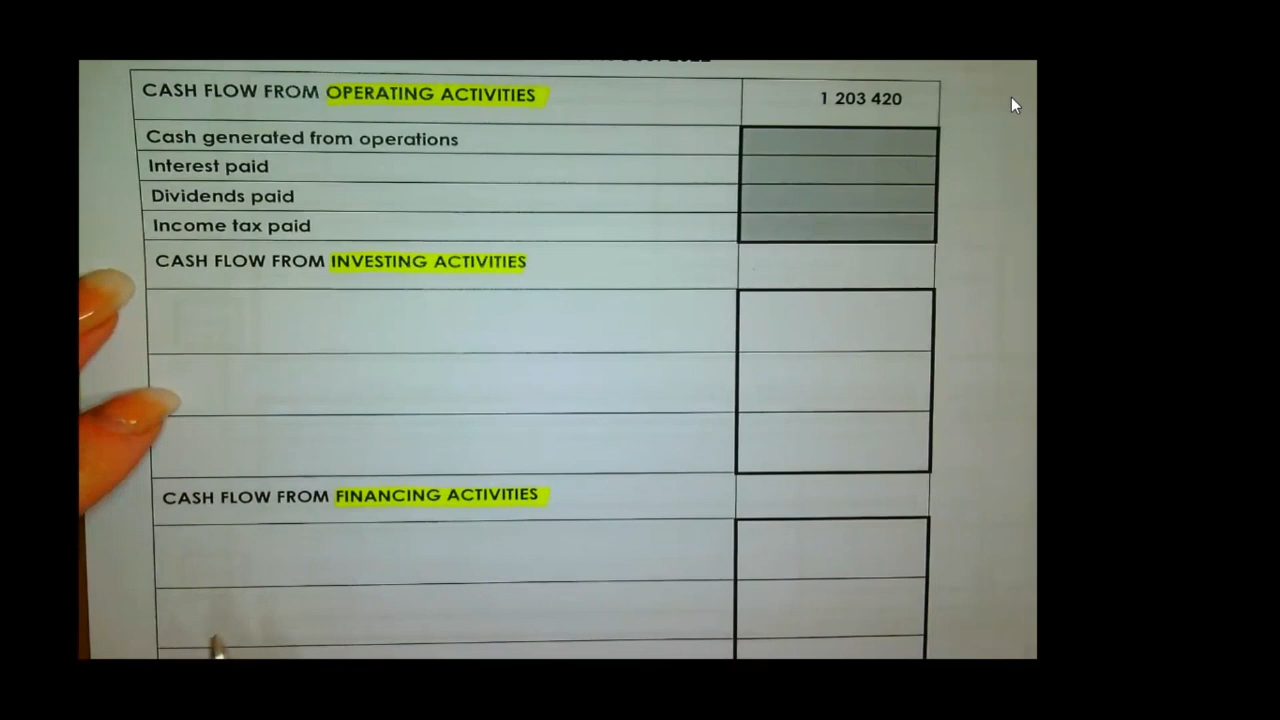 CASH FLOW FROM OPERATING ACTIVITIES 1 203 420
Cash generated from operations
Interest paid
Dividends paid
Income tax paid
CASH FLOW FROM INVESTING ACTIVITIES
CASH FLOW FROM FINANCING ACTIVITIES